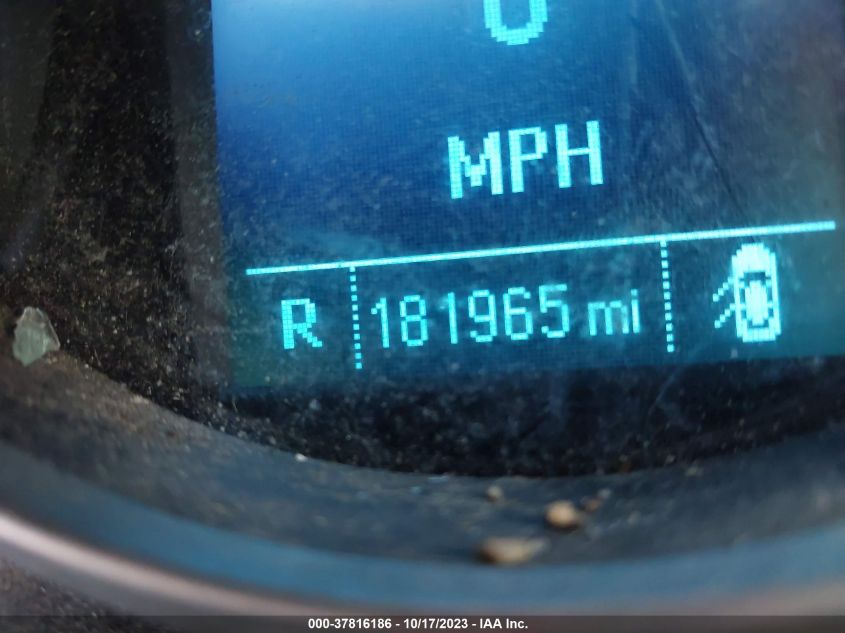 0
MPH
R 181965 mi
000-37816186 - 10/17/2023 - IAA Inc.